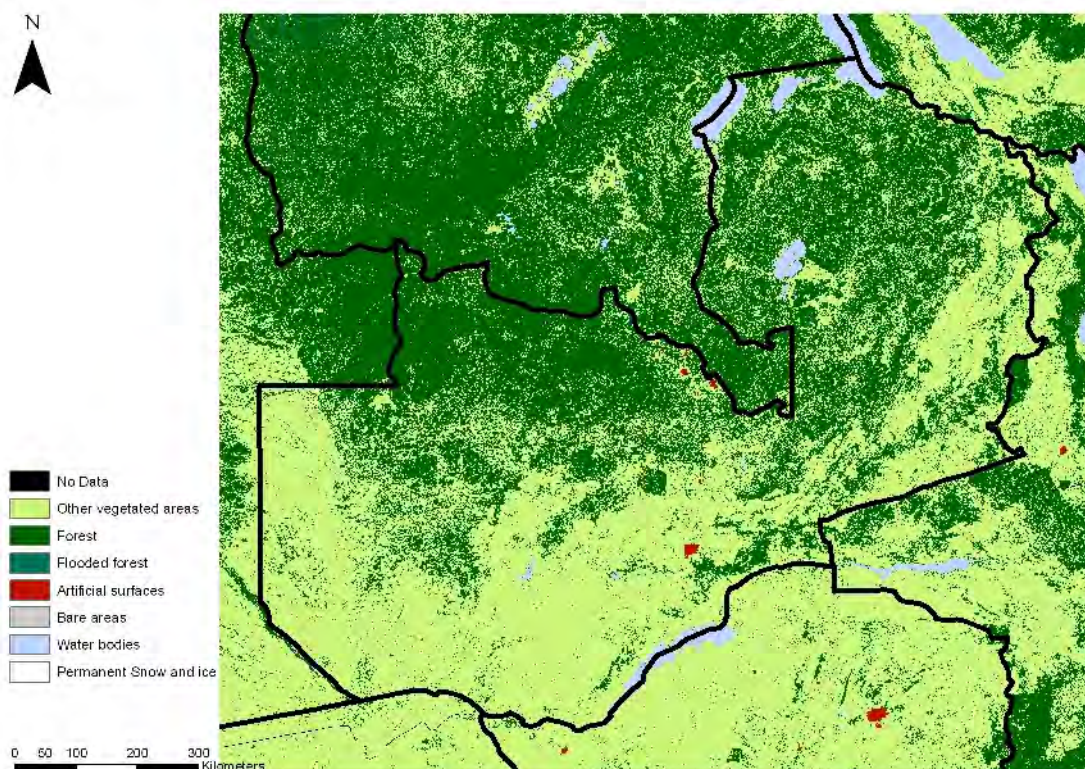 N
No Data
Other vegetated areas
Forest
Flooded forest
Artificial surfaces
Bare areas
Water bodies
Permanent Snow and ice
0 50 100 200 300
Kilometers